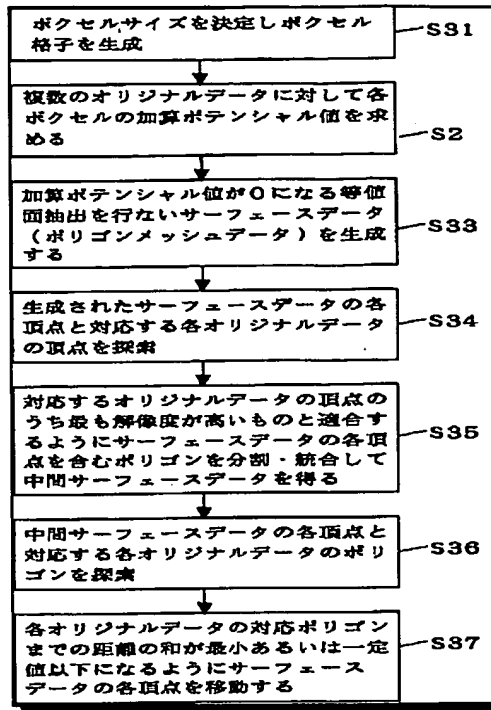 ボクセルサイズを決定しボクセル
格子を生成
S31
複数のオリジナルデータに対して各
ボクセルの加算ポテンシャル値を求
める
S2
加算ポテンシャル値が0になる等値
面抽出を行ないサーフェースデータ
(ポリゴンメッシュデータ)を生成
する
S33
生成されたサーフェースデータの各
頂点と対応する各オリジナルデータ
の頂点を探索
S34
対応するオリジナルデータの頂点の
うち最も解像度が高いものと適合す
るようにサーフェースデータの各頂
点を含むポリゴンを分割・統合して
中間サーフェースデータを得る
S35
中間サーフェースデータの各頂点と
対応する各オリジナルデータのポリ
ゴンを探索
S36
各オリジナルデータの対応ポリゴン
までの距離の和が最小あるいは一定
値以下になるようにサーフェース
データの各頂点を移動する
S37